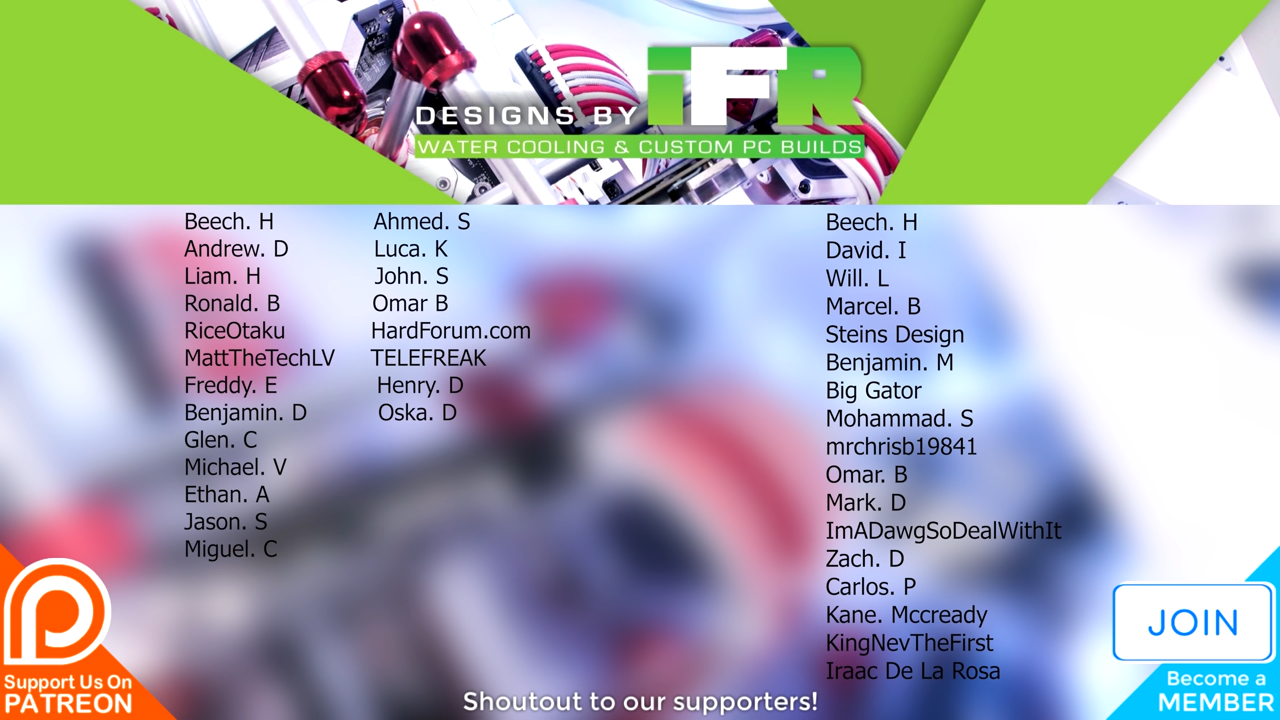 DESIGNS BY iFR
WATER COOLING & CUSTOM PC BUILDS
Beech. H
Andrew. D
Liam. H
Ronald. B
RiceOtaku
MattTheTechLV
Freddy. E
Benjamin. D
Glen. C
Michael. V
Ethan. A
Jason. S
Miguel. C
Ahmed. S
Luca. K
John. S
Omar B
HardForum.com
TELEFREAK
Henry. D
Oska. D
Beech. H
David. I
Will. L
Marcel. B
Steins Design
Benjamin. M
Big Gator
Mohammad. S
mrchrisb19841
Omar. B
Mark. D
ImADawgSoDealWithIt
Zach. D
Carlos. P
Kane. Mccready
KingNevTheFirst
Iraac De La Rosa
Support Us On
PATREON
Shoutout to our supporters!
JOIN
Become a
MEMBER